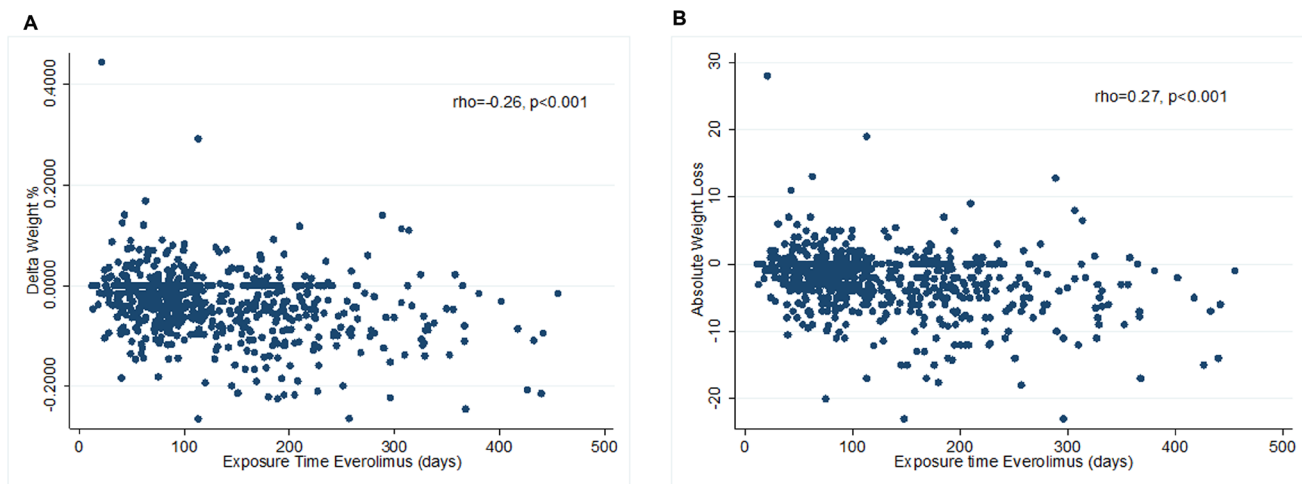 A
B
rho=-0.26, p<0.001
Delta Weight %
0.4000
0.2000
0.0000
-0.2000
0
100
200
300
400
500
Exposure Time Everolimus (days)
rho=0.27, p<0.001
Absolute Weight Loss
30
20
10
0
-10
-20
0
100
200
300
400
500
Exposure time Everolimus (days)